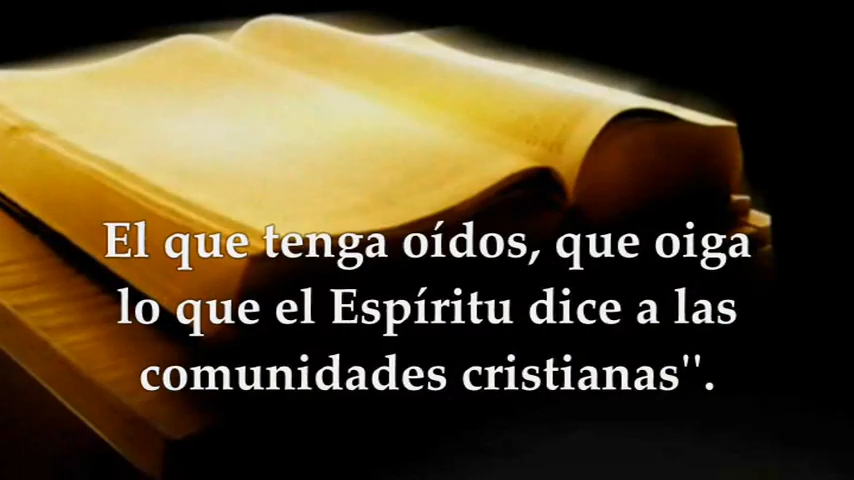 El que tenga oídos, que oiga
lo que el Espíritu dice a las
comunidades cristianas".